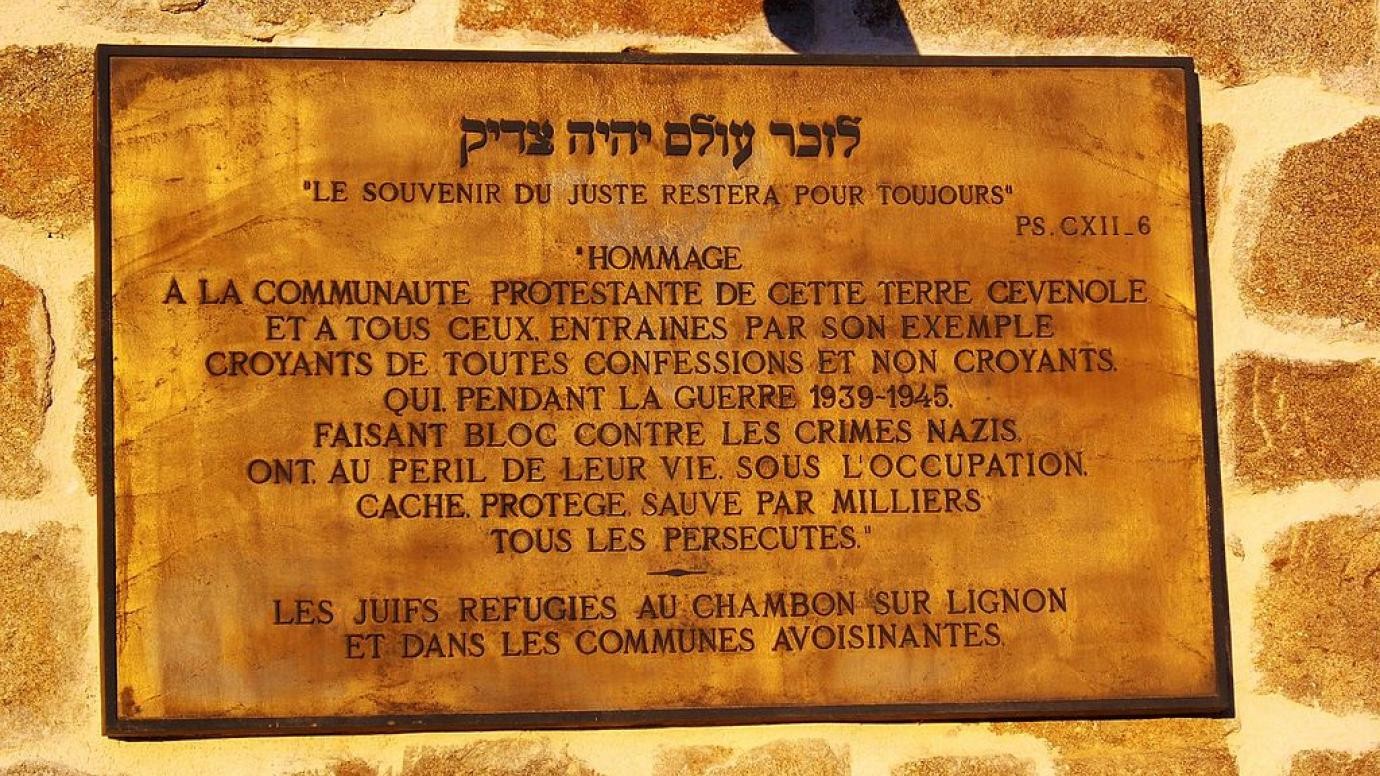 לזכר עולם יהיה צדיק
"LE SOUVENIR DU JUSTE RESTERA POUR TOUJOURS"
PS. CXII_6
"HOMMAGE
A LA COMMUNAUTE PROTESTANTE DE CETTE TERRE CEVENOLE
ET A TOUS CEUX, ENTRAINES PAR SON EXEMPLE
CROYANTS DE TOUTES CONFESSIONS ET NON CROYANTS,
QUI, PENDANT LA GUERRE 1939-1945,
FAISANT BLOC CONTRE LES CRIMES NAZIS,
ONT, AU PERIL DE LEUR VIE, SOUS L'OCCUPATION,
CACHE, PROTEGE, SAUVE PAR MILLIERS
TOUS LES PERSECUTES."
LES JUIFS REFUGIES AU CHAMBON SUR LIGNON
ET DANS LES COMMUNES AVOISINANTES.